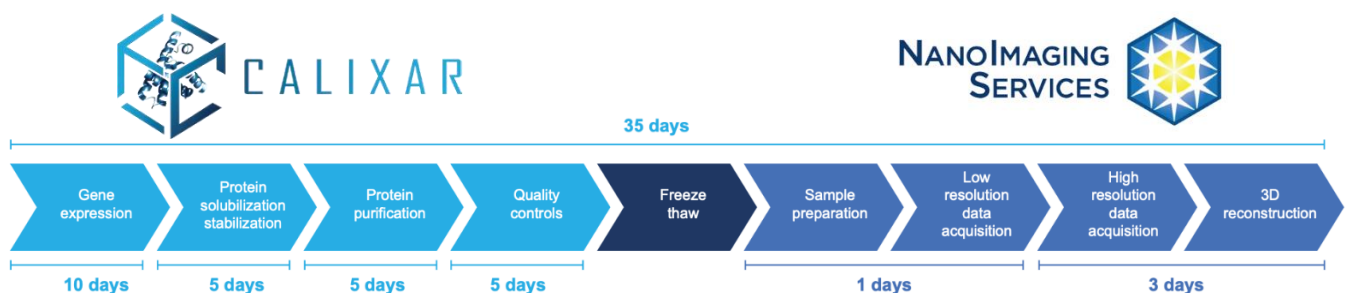 CALIXAR
NANOIMAGING
SERVICES
35 days
Gene
expression
Protein
solubilization
stabilization
Protein
purification
Quality
controls
Freeze
thaw
Sample
preparation
Low
resolution
data
acquisition
High
resolution
data
acquisition
3D
reconstruction
10 days
5 days
5 days
5 days
1 days
3 days